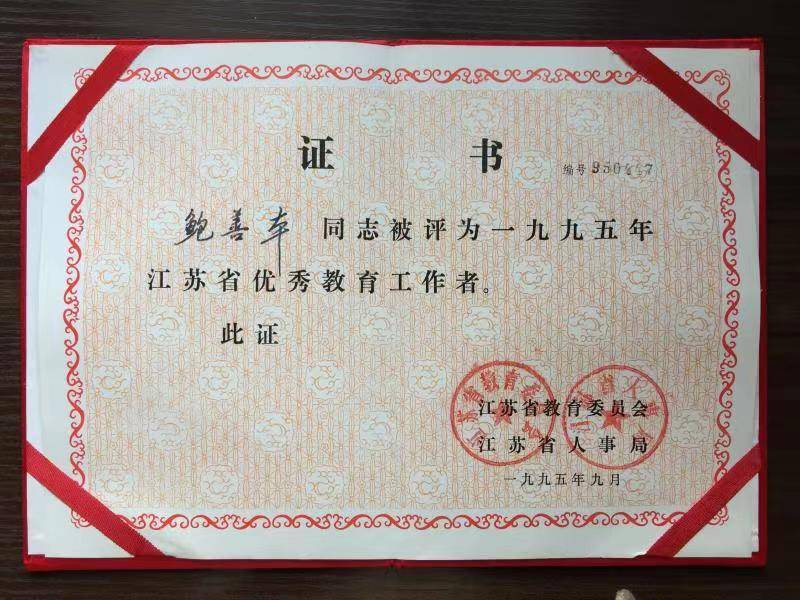 证 书
编号 950447
鲍善本 同志被评为一九九五年
江苏省优秀教育工作者。
此证
江苏省教育委员会
江苏省人事局
一九九五年九月